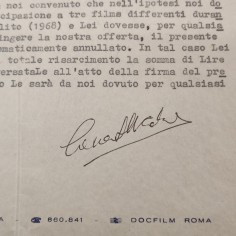 e noi convenuto che nell'ipotesi noi do
cipazione a tre films differenti duran
lito (1968) e Lei dovesse, per qualsia
ingere la nostra offerta, il presente
maticamente annullato. In tal caso Lei
a totale risarcimento la somma di Lire
ersateLe all'atto della firma del pre
o Le sarà da noi dovuto per qualsiasi
860.641 - DOCFILM ROMA